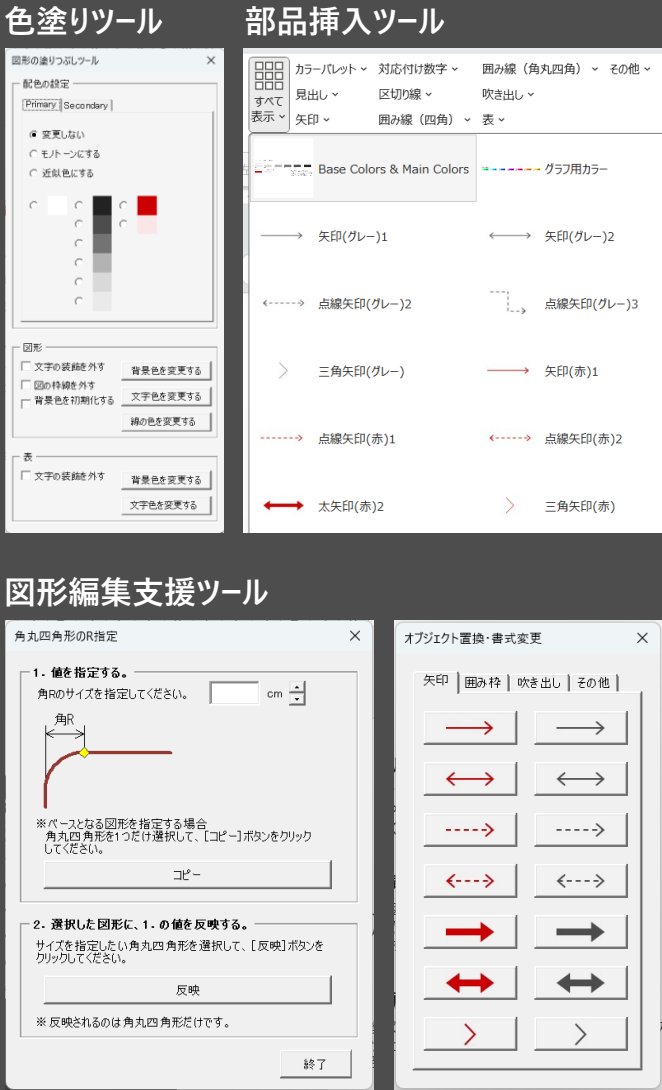 色塗りツール
部品挿入ツール
図形の塗りつぶしツール
配色の設定
Primary
Secondary
変更しない
モノトーンにする
近似色にする
図形
文字の装飾を外す
図の枠線を外す
背景色を初期化する
背景色を変更する
文字色を変更する
線の色を変更する
表
文字の装飾を外す
背景色を変更する
文字色を変更する
すべて
表示
カラーパレット
対応付け数字
囲み線（角丸四角）
その他
見出し
区切り線
吹き出し
矢印
囲み線（四角）
表
Base Colors & Main Colors
グラフ用カラー
矢印(グレー)1
矢印(グレー)2
点線矢印(グレー)2
点線矢印(グレー)3
三角矢印(グレー)
矢印(赤)1
点線矢印(赤)1
点線矢印(赤)2
太矢印(赤)2
三角矢印(赤)
図形編集支援ツール
角丸四角形のR指定
1. 値を指定する。
角Rのサイズを指定してください。
cm
角R
※ベースとなる図形を指定する場合
角丸四角形を1つだけ選択して、[コピー]ボタンをクリック
してください。
コピー
2. 選択した図形に、1. の値を反映する。
サイズを指定したい角丸四角形を選択して、[反映]ボタンを
クリックしてください。
反映
※反映されるのは角丸四角形だけです。
終了
オブジェクト置換・書式変更
矢印
囲み枠
吹き出し
その他